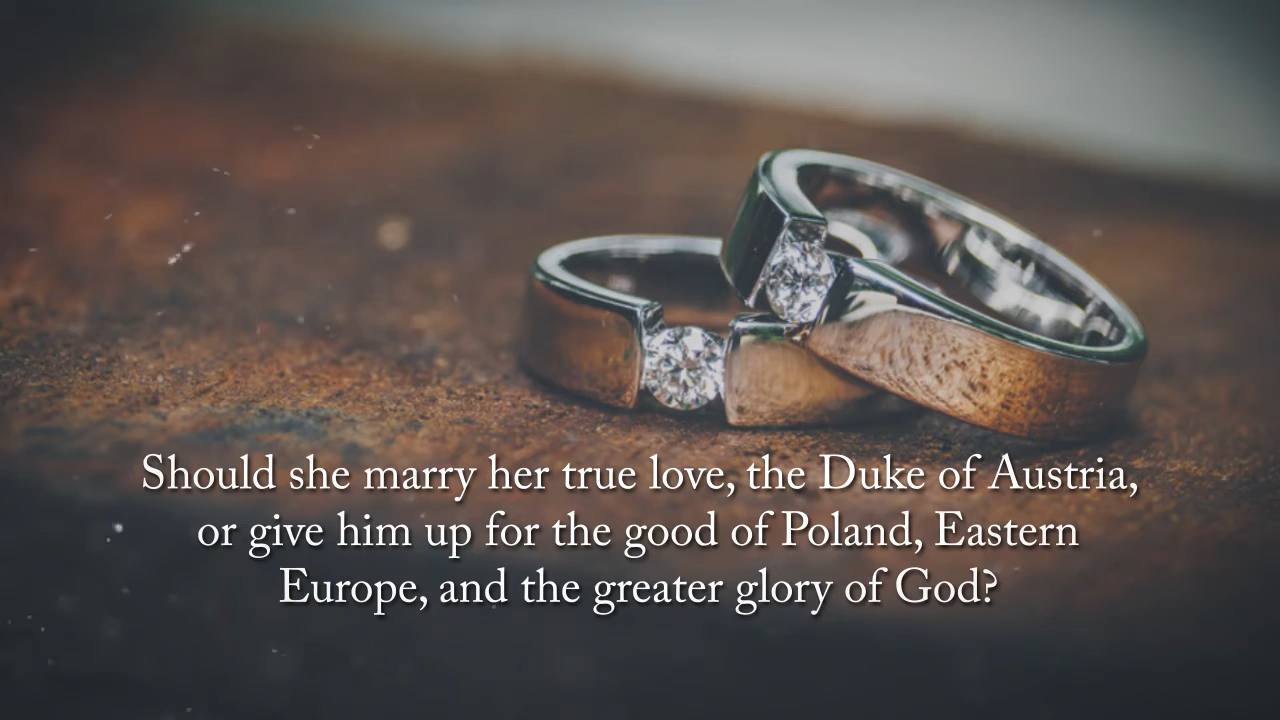 Should she marry her true love, the Duke of Austria,
or give him up for the good of Poland, Eastern
Europe, and the greater glory of God?